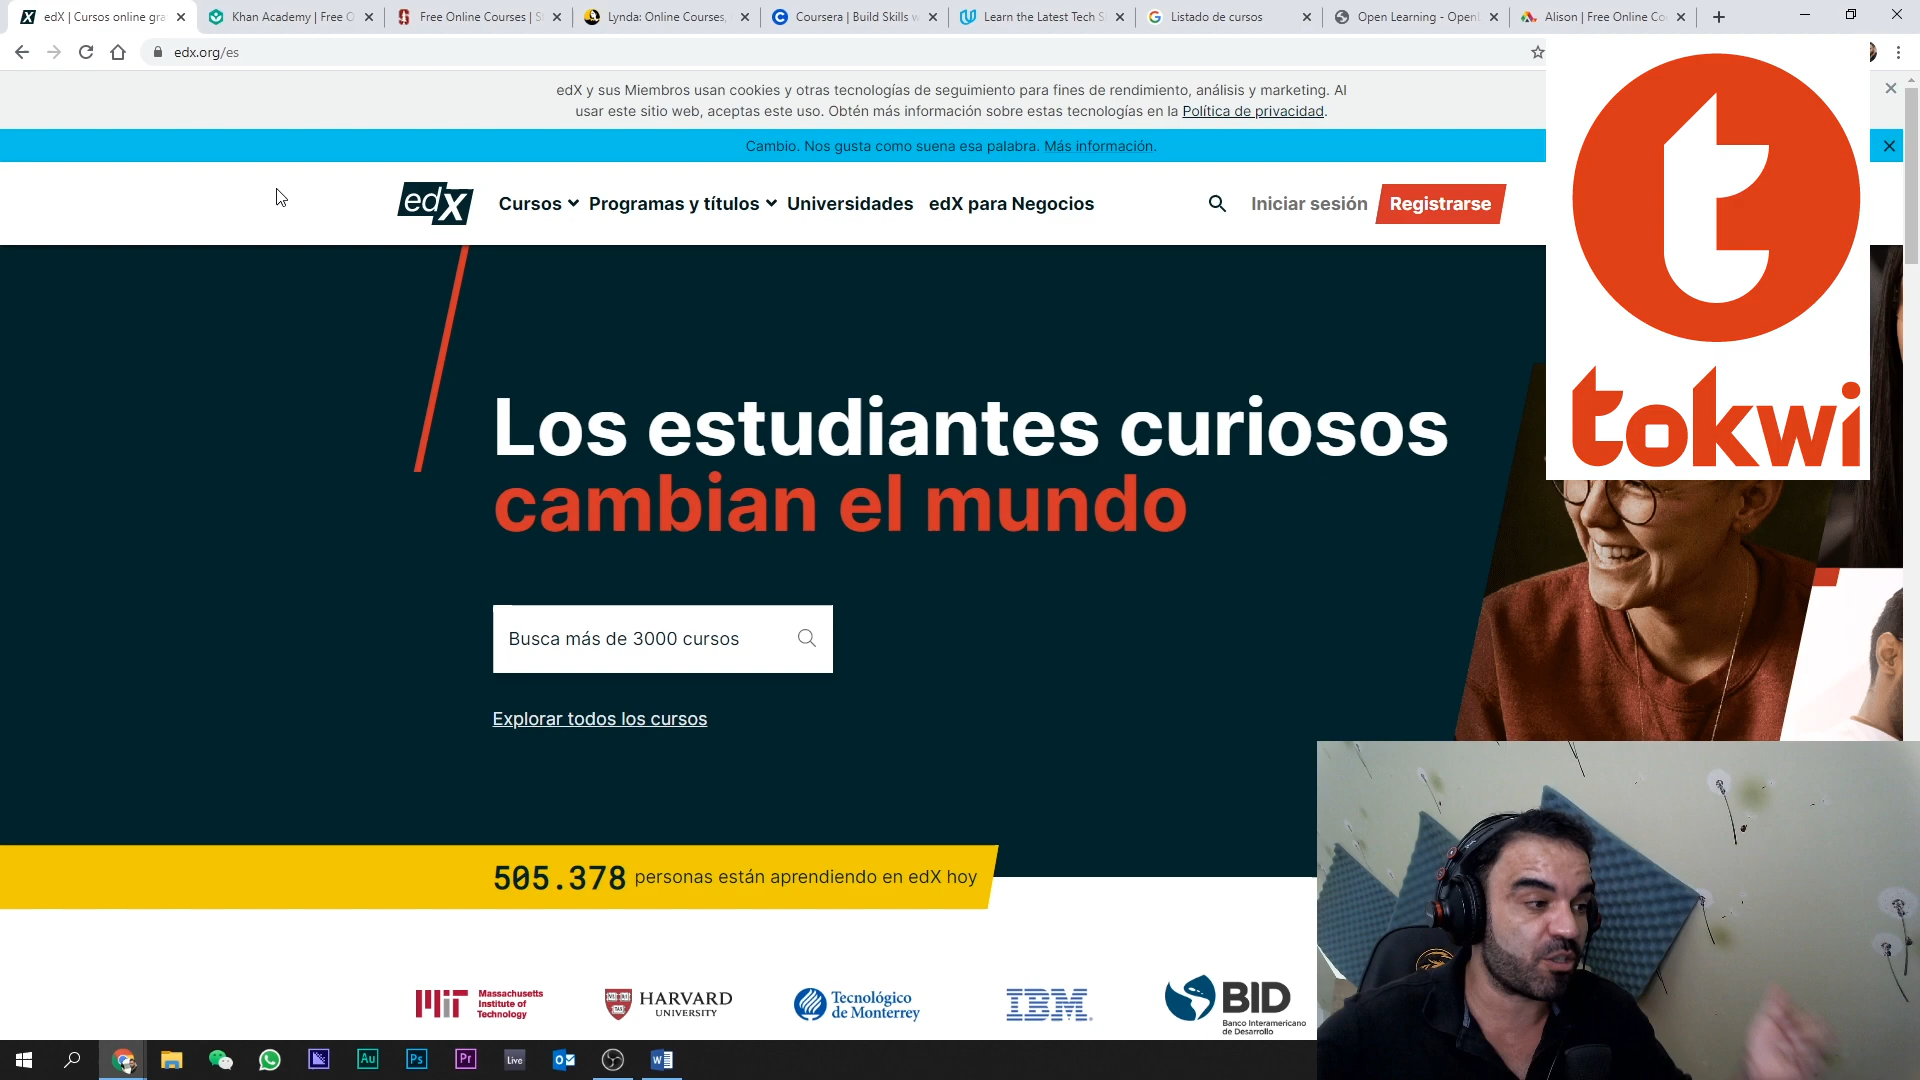 edX | Cursos online gra
Khan Academy | Free O
Free Online Courses | S
Lynda: Online Courses,
Coursera | Build Skills w
Learn the Latest Tech S
Listado de cursos
Open Learning - OpenL
Alison | Free Online Co
edx.org/es
edX y sus Miembros usan cookies y otras tecnologías de seguimiento para fines de rendimiento, análisis y marketing. Al
usar este sitio web, aceptas este uso. Obtén más información sobre estas tecnologías en la Política de privacidad.
Cambio. Nos gusta como suena esa palabra. Más información.
edX
Cursos
Programas y títulos
Universidades
edX para Negocios
Iniciar sesión
Registrarse
t
tokwi
Los estudiantes curiosos
cambian el mundo
Busca más de 3000 cursos
Explorar todos los cursos
505.378 personas están aprendiendo en edX hoy
MIT
Massachusetts
Institute of
Technology
HARVARD
UNIVERSITY
Tecnológico
de Monterrey
IBM
BID
Banco Interamericano
de Desarrollo
Au
Ps
Pr
Live